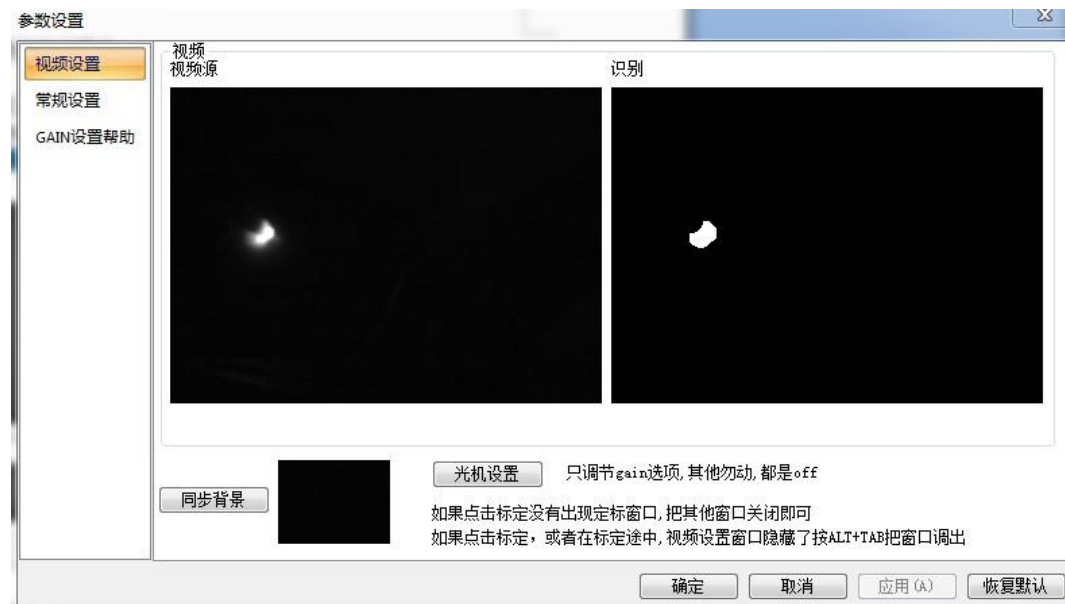 参数设置
视频设置
常规设置
GAIN设置帮助
视频
视频源
识别
同步背景
光机设置
只调节gain选项,其他勿动,都是off
如果点击标定没有出现定标窗口,把其他窗口关闭即可
如果点击标定，或者在标定途中,视频设置窗口隐藏了按ALT+TAB把窗口调出
确定
取消
应用(A)
恢复默认